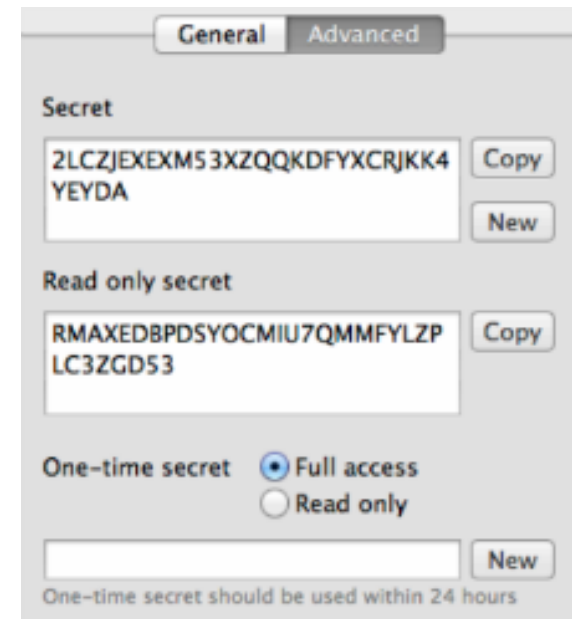 General Advanced
Secret
2LCZJEXEXM53XZQQKDFYXCRJKK4 Copy
YEYDA
New
Read only secret
RMAXEDBPDSYOCMIU7QMMFYLZP Copy
LC3ZGD53
One-time secret Full access
Read only
New
One-time secret should be used within 24 hours